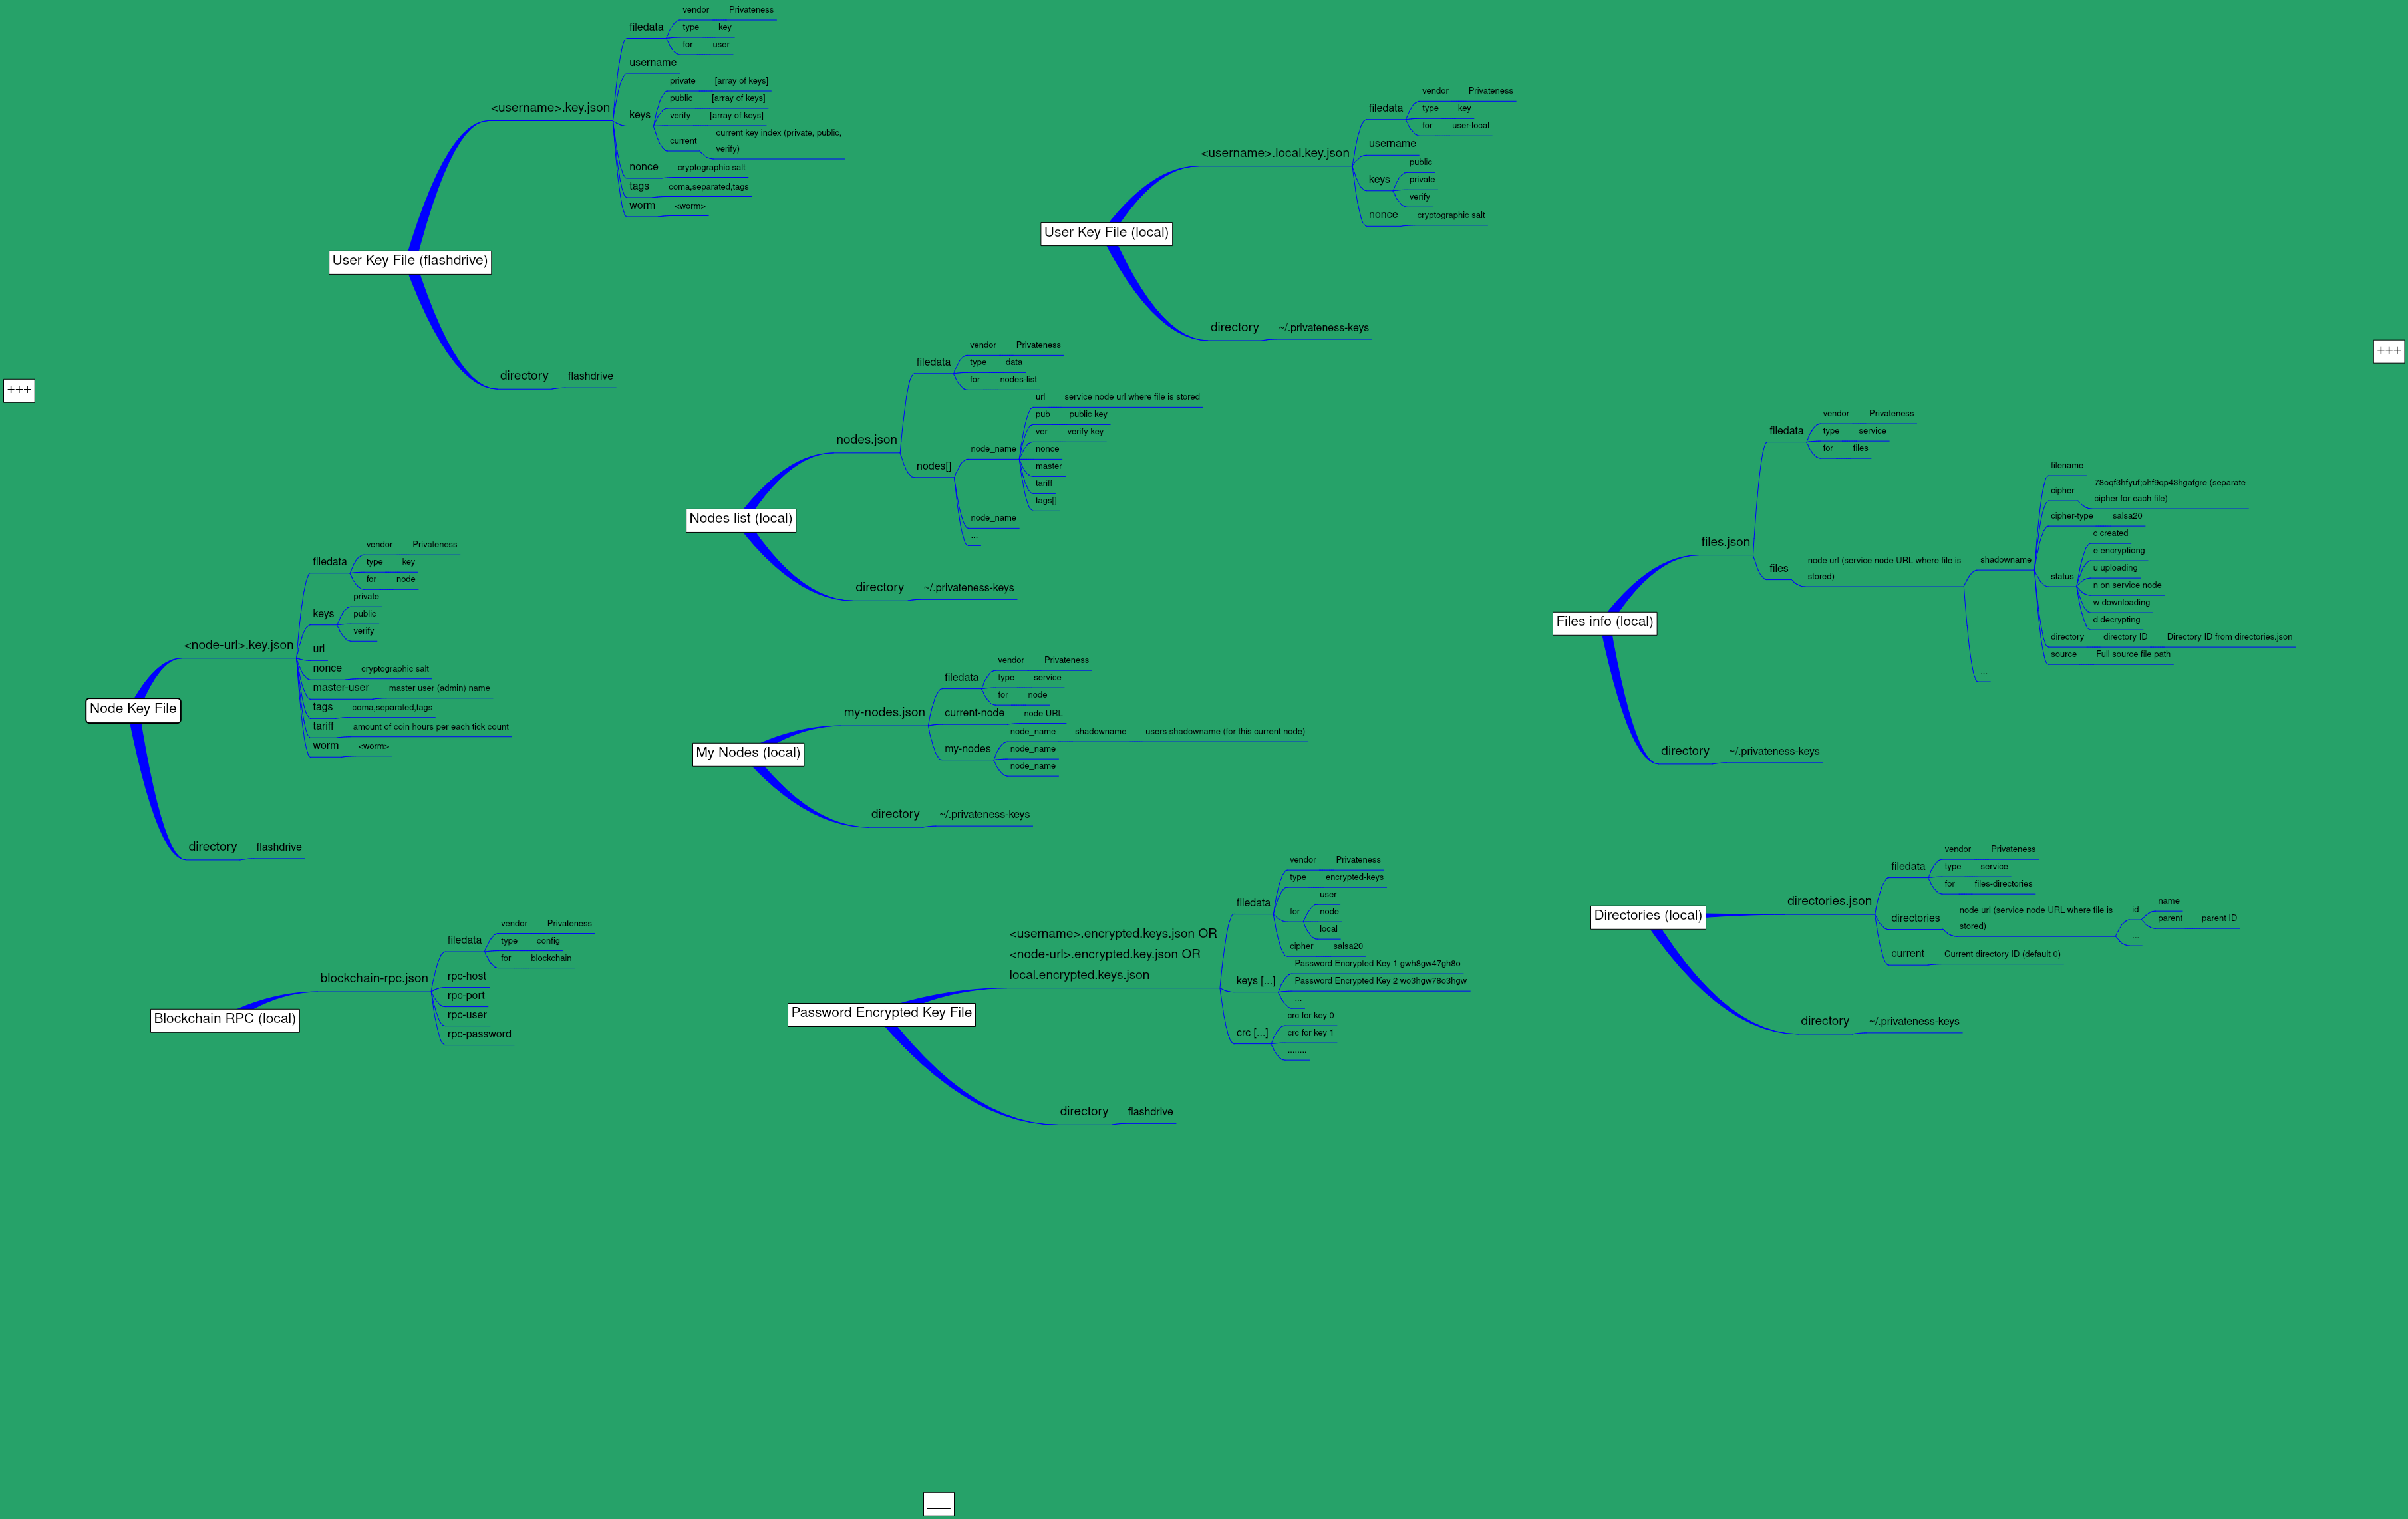 vendor Privateness
filedata type key
for user
username
private [array of keys]
<username>.key.json public [array of keys]
keys verify [array of keys]
current current key index (private, public,
verify)
nonce cryptographic salt
tags coma,separated,tags
worm <worm>
User Key File (flashdrive)
directory flashdrive
vendor Privateness
filedata type key
for user-local
username
<username>.local.key.json
public
keys private
verify
nonce cryptographic salt
User Key File (local)
directory ~/.privateness-keys
+++
+++
vendor Privateness
filedata type data
for nodes-list
url service node url where file is stored
pub public key
nodes.json ver verify key
node_name nonce
nodes[] master
tariff
tags[]
Nodes list (local)
node_name
...
directory ~/.privateness-keys
vendor Privateness
filedata type service
for files
filename
cipher 78oqf3hfyuf;ohf9qp43hgafgre (separate
cipher for each file)
cipher-type salsa20
files.json
c created
e encryptiong
files node url (service node URL where file is
stored)
shadowname
u uploading
status n on service node
w downloading
d decrypting
Files info (local)
directory directory ID Directory ID from directories.json
source Full source file path
...
directory ~/.privateness-keys
vendor Privateness
filedata type key
for node
private
keys public
verify
<node-url>.key.json
url
nonce cryptographic salt
master-user master user (admin) name
Node Key File
tags coma,separated,tags
tariff amount of coin hours per each tick count
worm <worm>
directory flashdrive
vendor Privateness
filedata type service
for node
my-nodes.json current-node node URL
node_name shadowname users shadowname (for this current node)
my-nodes node_name
node_name
My Nodes (local)
directory ~/.privateness-keys
vendor Privateness
filedata type service
for files-directories
directories.json
directories node url (service node URL where file is
stored)
id name
parent parent ID
...
current Current directory ID (default 0)
Directories (local)
directory ~/.privateness-keys
vendor Privateness
filedata type config
for blockchain
blockchain-rpc.json rpc-host
rpc-port
rpc-user
rpc-password
Blockchain RPC (local)
vendor Privateness
type encrypted-keys
filedata
user
for node
local
cipher salsa20
<username>.encrypted.keys.json OR
<node-url>.encrypted.key.json OR
local.encrypted.keys.json
Password Encrypted Key 1 gwh8gw47gh8o
keys [...] Password Encrypted Key 2 wo3hgw78o3hgw
...
crc for key 0
crc [...] crc for key 1
........
Password Encrypted Key File
directory flashdrive
___